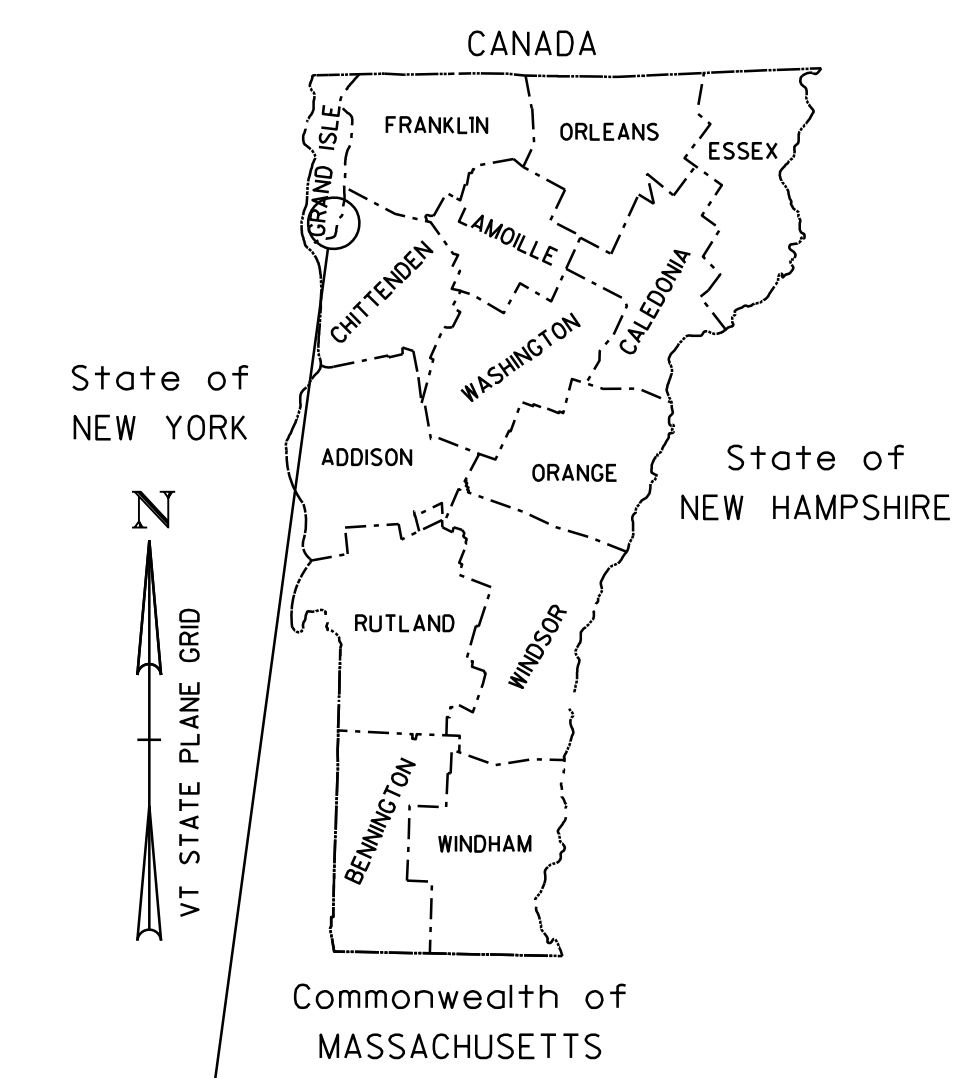 CANADA
GRAND ISLE
FRANKLIN
ORLEANS
ESSEX
LAMOILLE
CHITTENDEN
CALEDONIA
WASHINGTON
State of
NEW YORK
ADDISON
ORANGE
State of
NEW HAMPSHIRE
N
VT STATE PLANE GRID
RUTLAND
WINDSOR
BENNINGTON
WINDHAM
Commonwealth of
MASSACHUSETTS